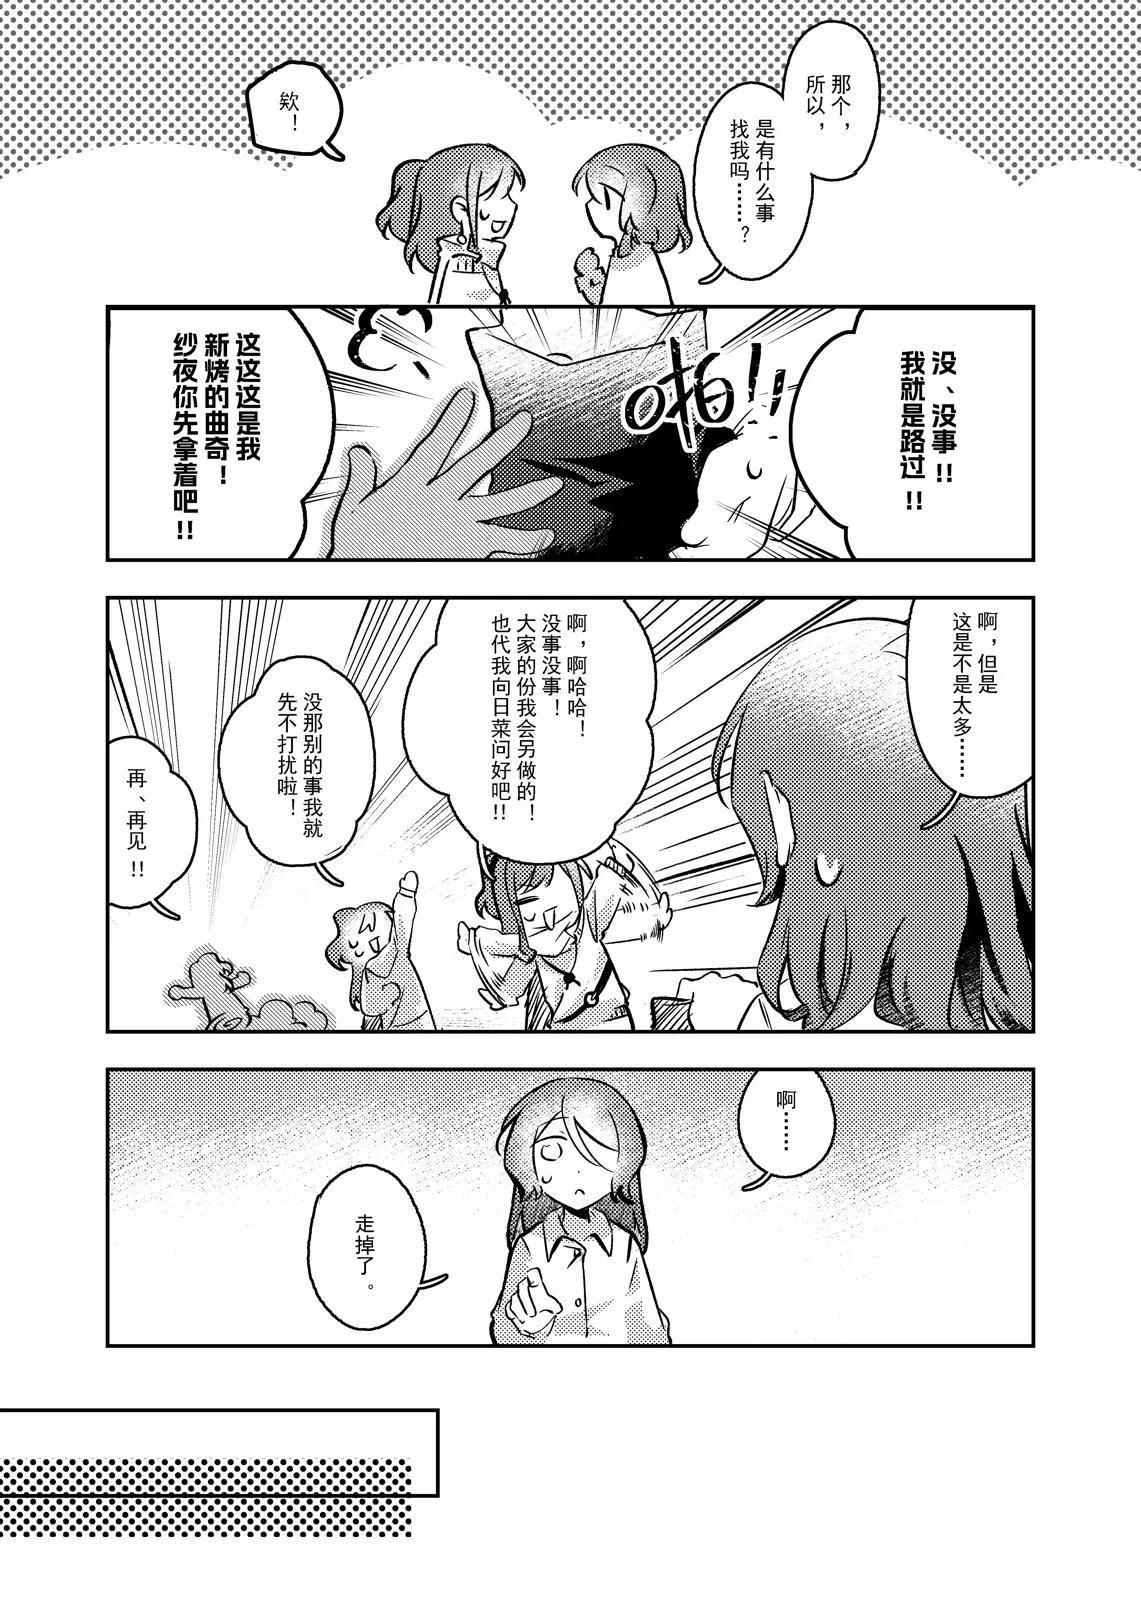 那个，
所以，
是有什么事
找我吗……？
欸！
没、没事!!
我就是路过!!
啪!!
这这这是我
新烤的曲奇！
纱夜你先拿着吧!!
啊，但是
这是不是太多……
啊，啊哈哈！
没事没事！
大家的份我会另做的！
也代我向日菜问好吧!!
没那别的事我就
先不打扰啦！
再、再见!!
啊……
走掉了。